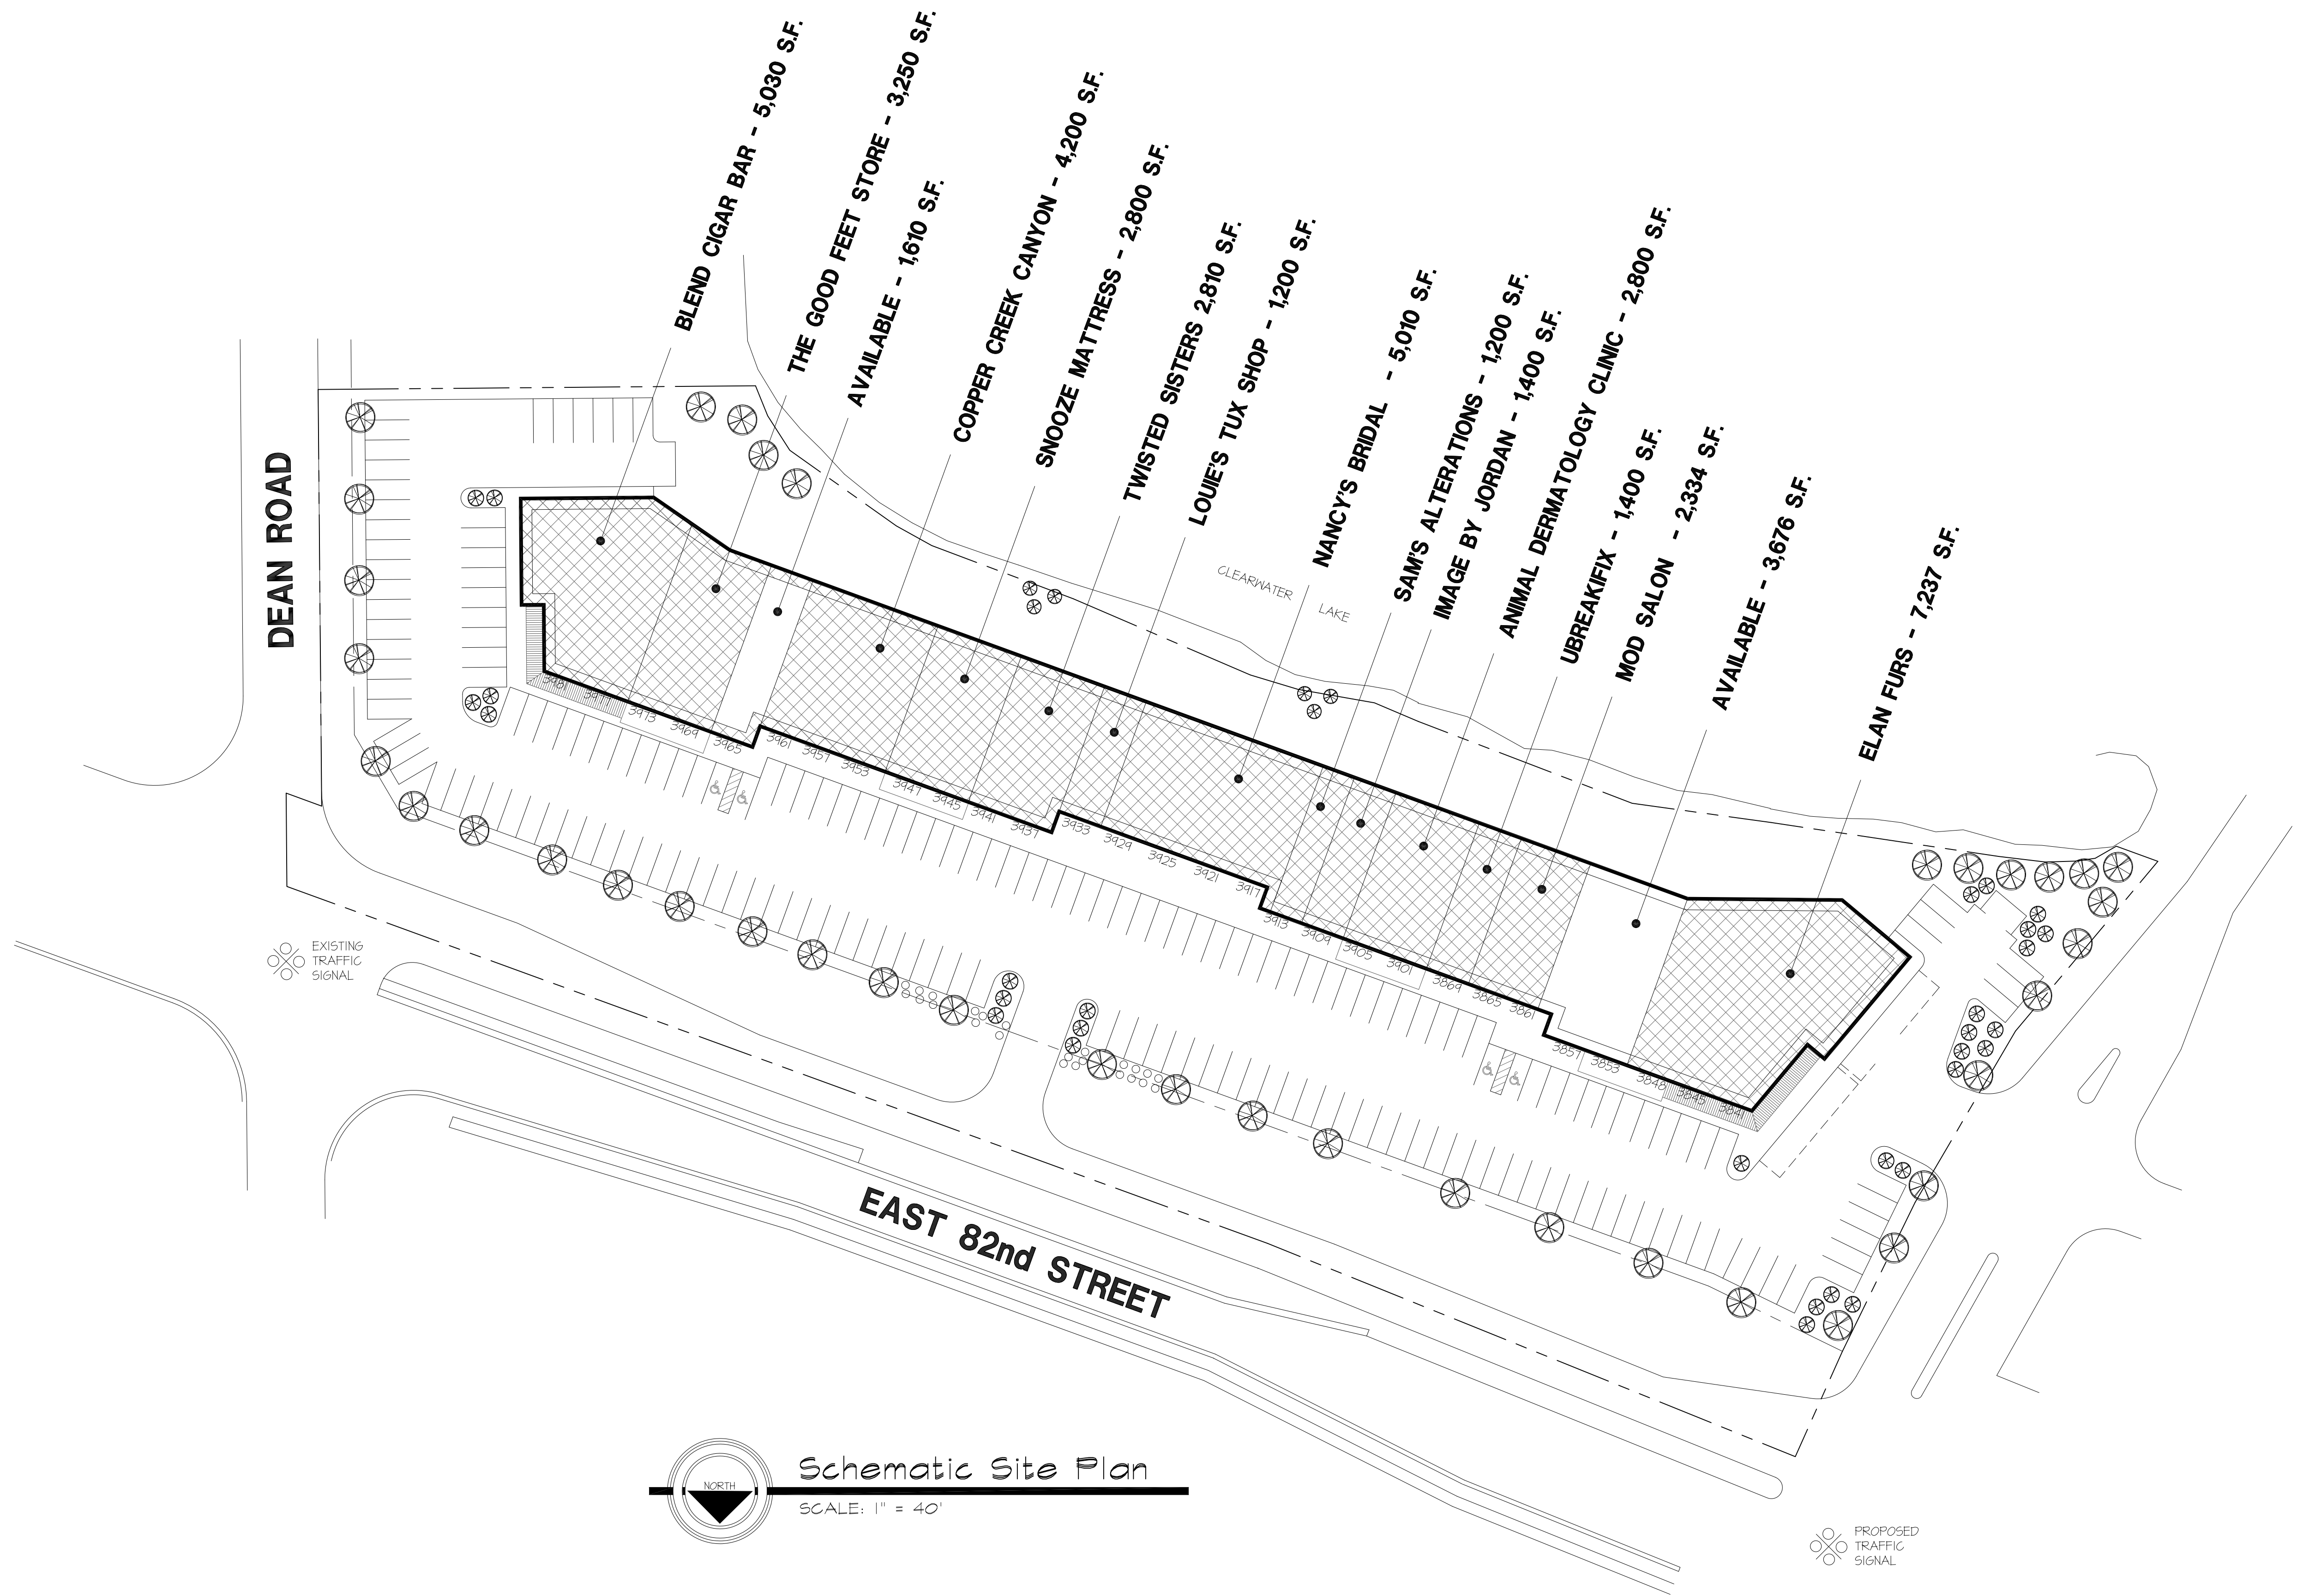 BLEND CIGAR BAR - 5,030 S.F.
THE GOOD FEET STORE - 3,250 S.F.
AVAILABLE - 1,610 S.F.
COPPER CREEK CANYON - 4,200 S.F.
SNOOZE MATTRESS - 2,800 S.F.
TWISTED SISTERS 2,810 S.F.
LOUIE'S TUX SHOP - 1,200 S.F.
NANCY'S BRIDAL - 5,010 S.F.
SAM'S ALTERATIONS - 1,200 S.F.
IMAGE BY JORDAN - 1,400 S.F.
ANIMAL DERMATOLOGY CLINIC - 2,800 S.F.
UBREAKIFIX - 1,400 S.F.
MOD SALON - 2,334 S.F.
AVAILABLE - 3,676 S.F.
ELAN FURS - 7,237 S.F.
DEAN ROAD
CLEARWATER LAKE
3981
3977
3973
3969
3965
3961
3957
3953
3947
3945
3941
3937
3933
3929
3925
3921
3917
3913
3909
3905
3901
3869
3865
3861
3857
3853
3848
3845
3841
EXISTING
TRAFFIC
SIGNAL
EAST 82nd STREET
NORTH
Schematic Site Plan
SCALE: 1" = 40'
PROPOSED
TRAFFIC
SIGNAL